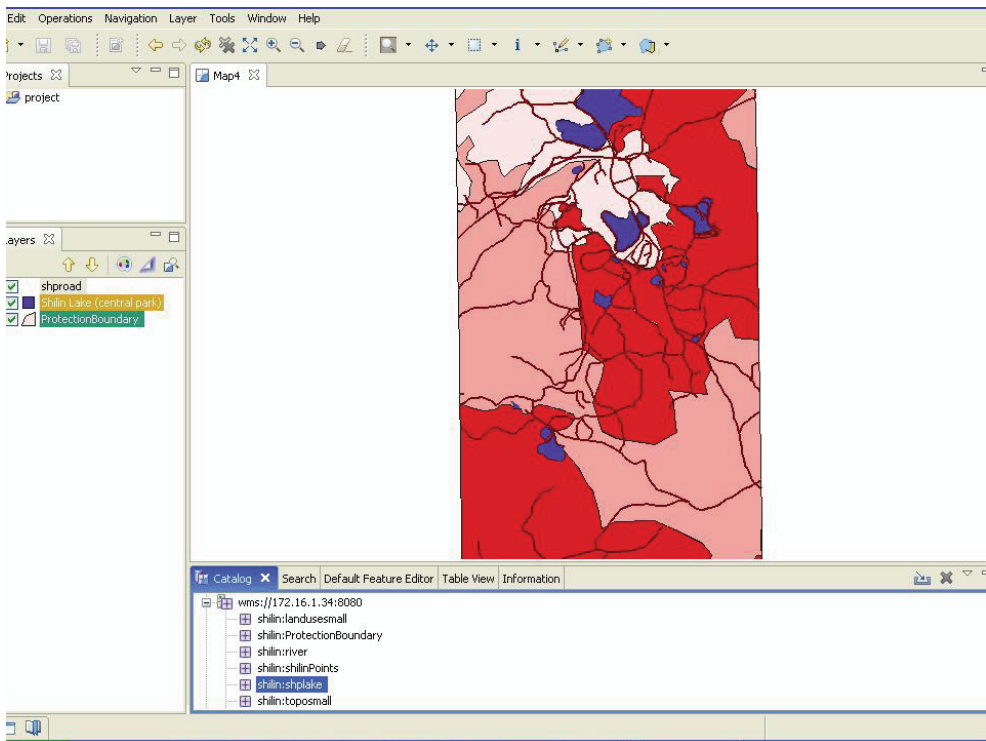 Edit Operations Navigation Layer Tools Window Help
Projects
Map4
project
Layers
shproad
Shilin Lake (central park)
ProtectionBoundary
Catalog Search Default Feature Editor Table View Information
wms://172.16.1.34:8080
shilin:landusesmall
shilin:ProtectionBoundary
shilin:river
shilin:shilinPoints
shilin:shplake
shilin:toposmall